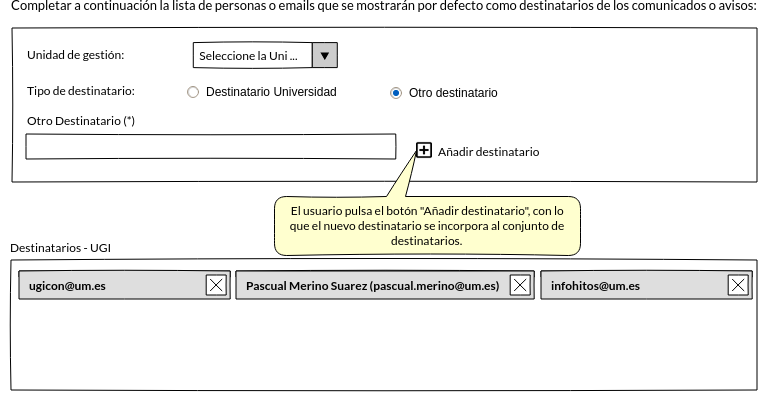 Completar a continuación la lista de personas o emails que se mostrarán por defecto como destinatarios de los comunicados o avisos:
Unidad de gestión: Seleccione la Uni ...
Tipo de destinatario: Destinatario Universidad Otro destinatario
Otro Destinatario (*)
Añadir destinatario
El usuario pulsa el botón "Añadir destinatario", con lo
que el nuevo destinatario se incorpora al conjunto de
destinatarios.
Destinatarios - UGI
ugicon@um.es Pascual Merino Suarez (pascual.merino@um.es) infohitos@um.es